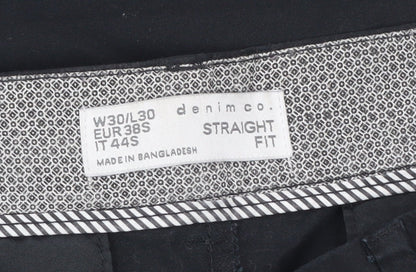 denim co.
W30/L30
EUR 38S
STRAIGHT
IT 44S
FIT
MADE IN BANGLADESH